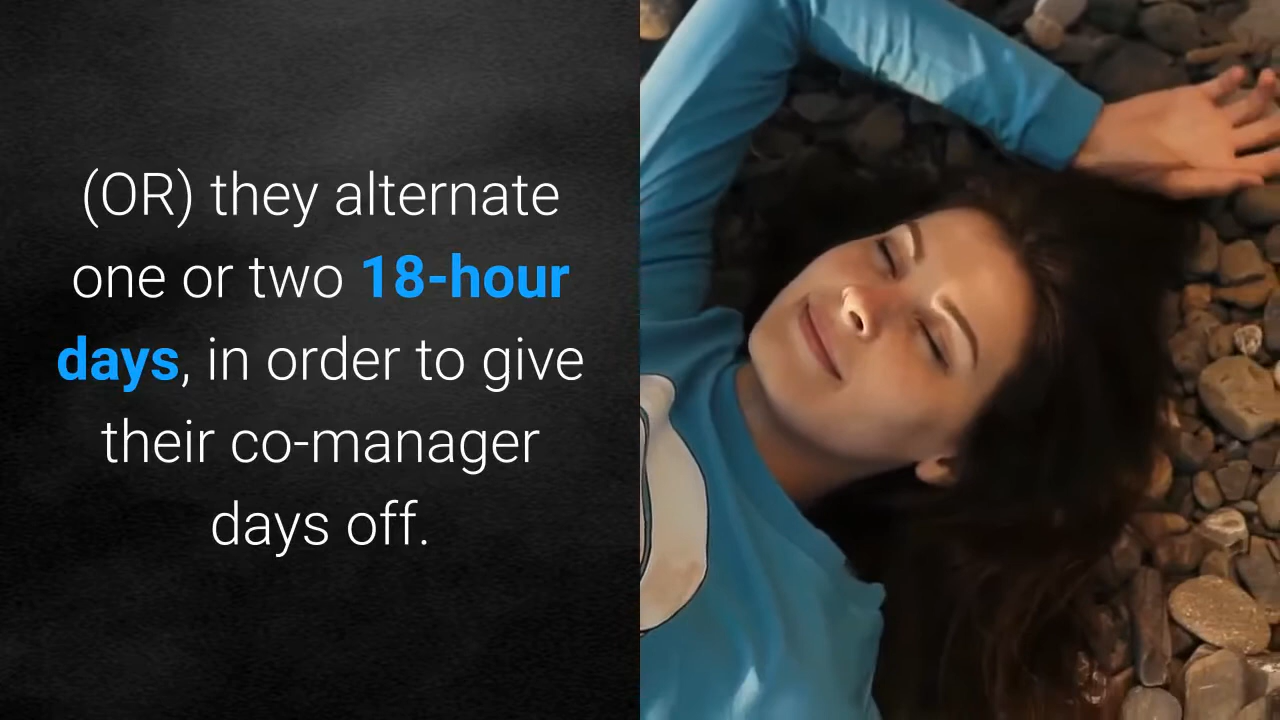 (OR) they alternate
one or two 18-hour
days, in order to give
their co-manager
days off.